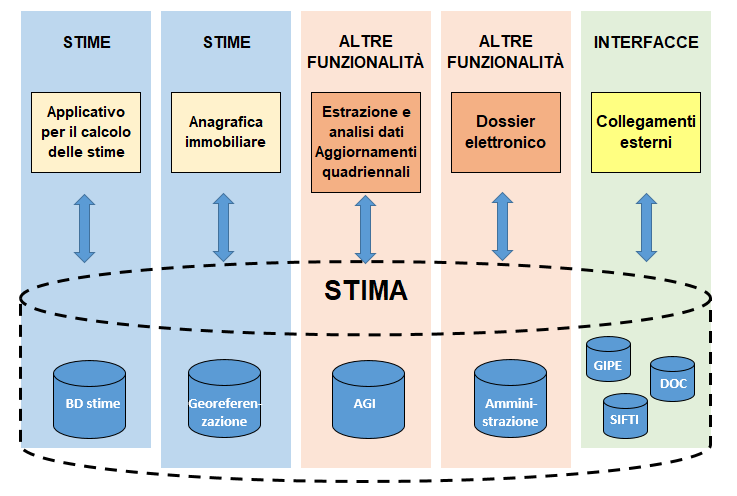 STIME
Applicativo
per il calcolo
delle stime
STIME
Anagrafica
immobiliare
ALTRE
FUNZIONALITÀ
Estrazione e
analisi dati
Aggiornamenti
quadriennali
ALTRE
FUNZIONALITÀ
Dossier
elettronico
INTERFACCE
Collegamenti
esterni
STIMA
BD stime
Georeferen-
zazione
AGI
Ammini-
strazione
GIPE
DOC
SIFTI